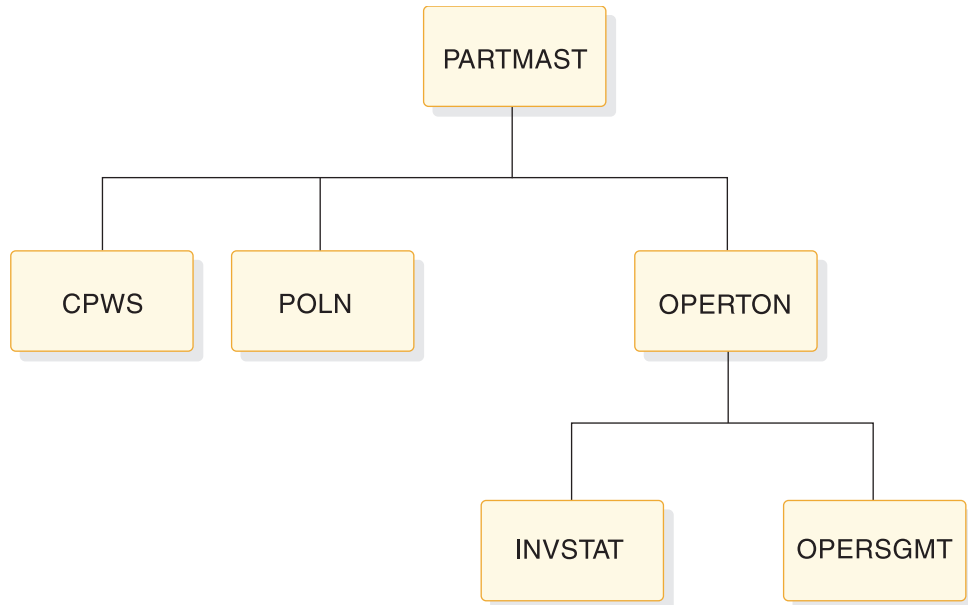 PARTMAST
CPWS
POLN
OPERTON
INVSTAT
OPERSGMT